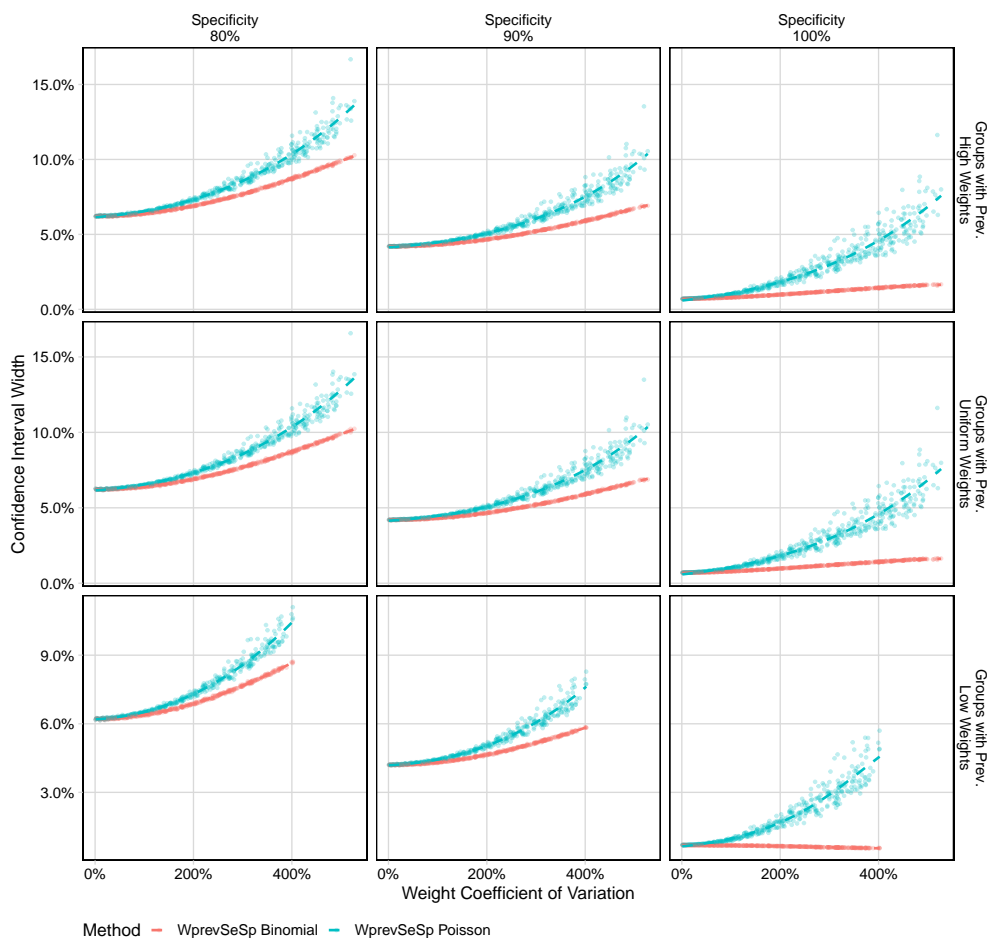 Specificity
80%
Specificity
90%
Specificity
100%
15.0%
10.0%
5.0%
0.0%
Groups with Prev.
High Weights
15.0%
10.0%
5.0%
0.0%
Groups with Prev.
Uniform Weights
9.0%
6.0%
3.0%
Groups with Prev.
Low Weights
Confidence Interval Width
0% 200% 400%
0% 200% 400%
0% 200% 400%
Weight Coefficient of Variation
Method WprevSeSp Binomial WprevSeSp Poisson